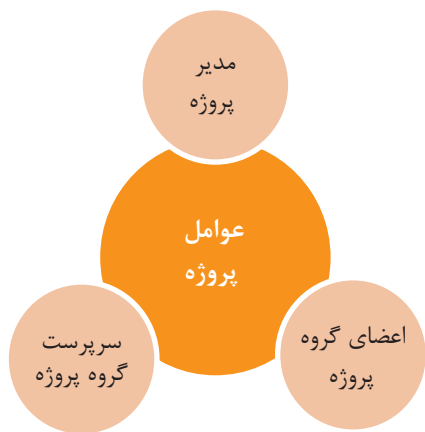 مدیر
پروژه
عوامل
پروژه
اعضای گروه
پروژه
سرپرست
گروه پروژه